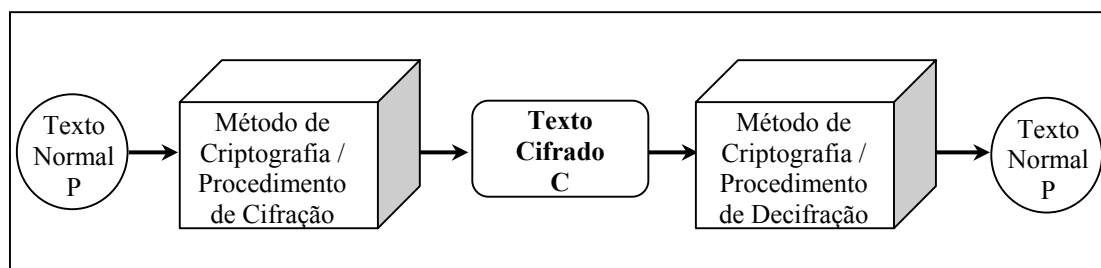 Texto
Normal
P
Método de
Criptografia /
Procedimento
de Cifração
Texto
Cifrado
C
Método de
Criptografia /
Procedimento
de Decifração
Texto
Normal
P